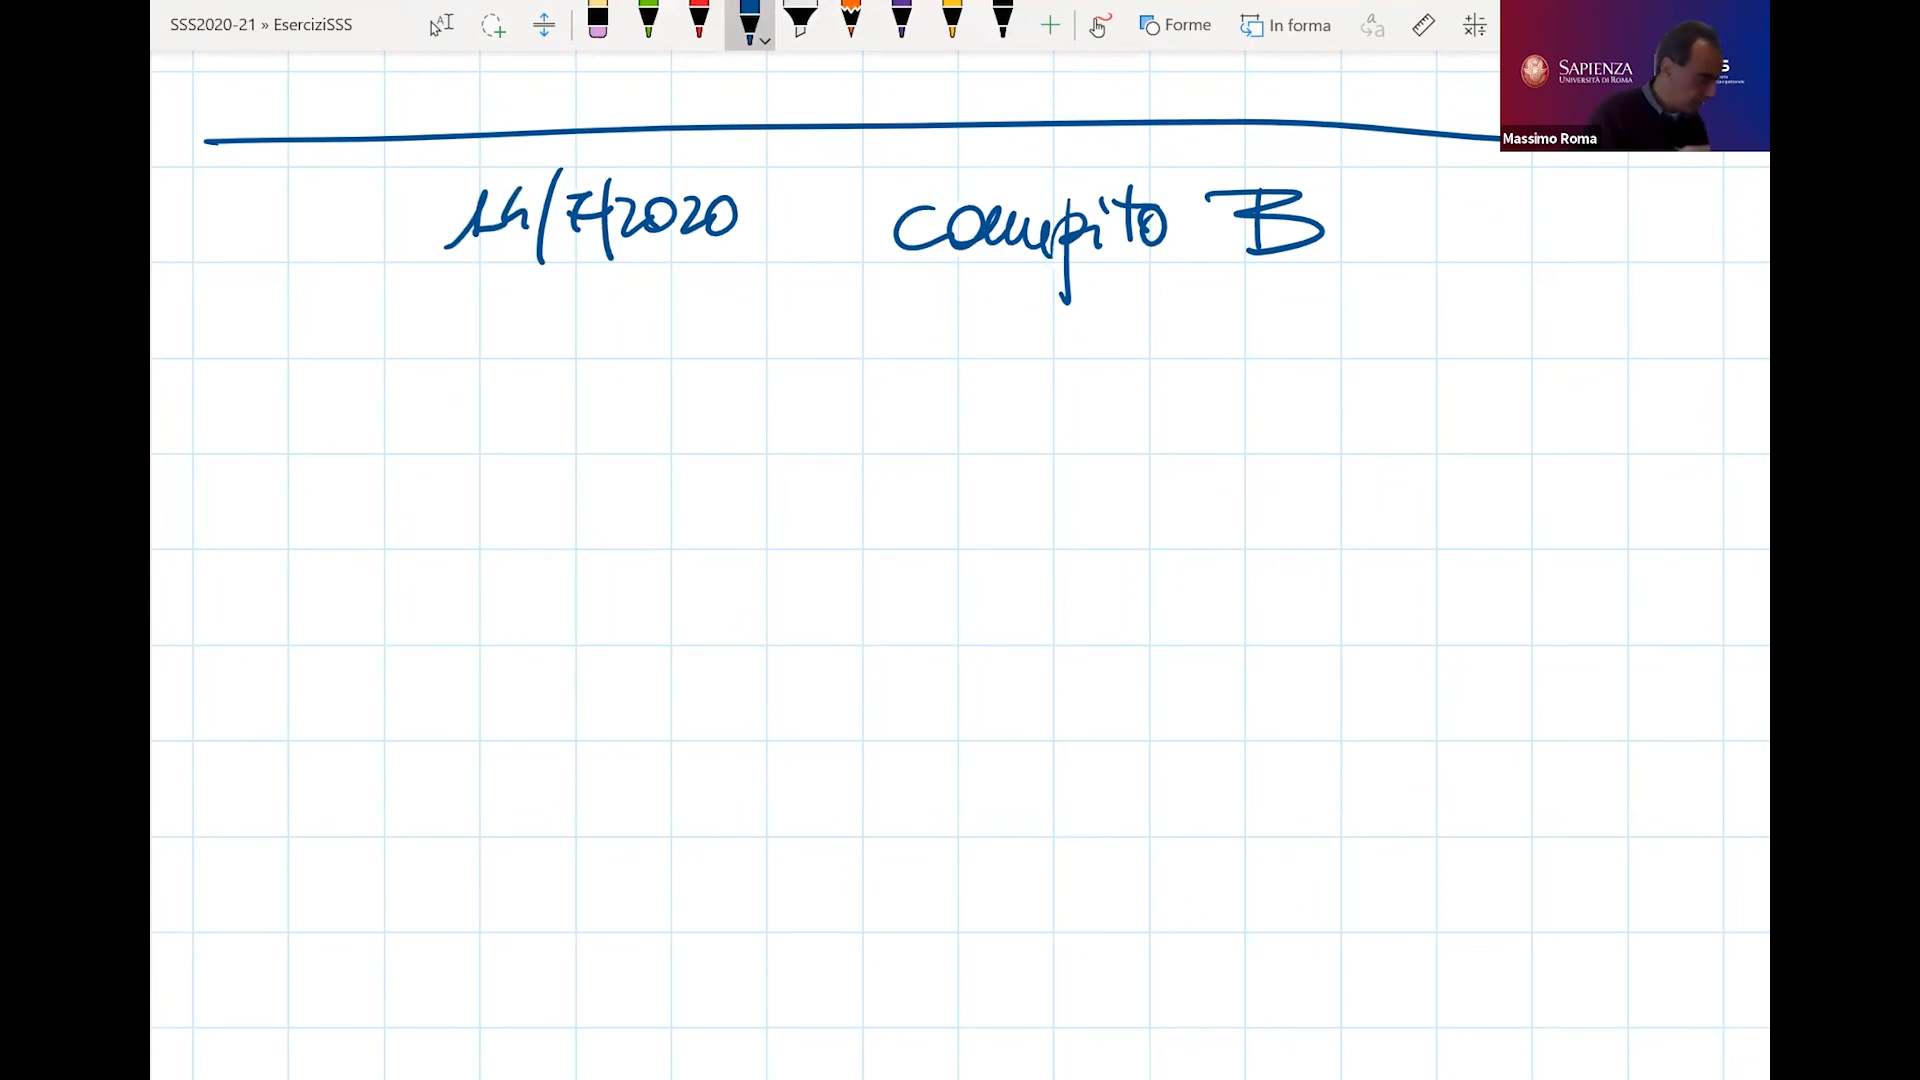 SSS2020-21 » EserciziSSS
Forme
In forma
SAPIENZA
UNIVERSITÀ DI ROMA
Massimo Roma
14/7/2020 compito B